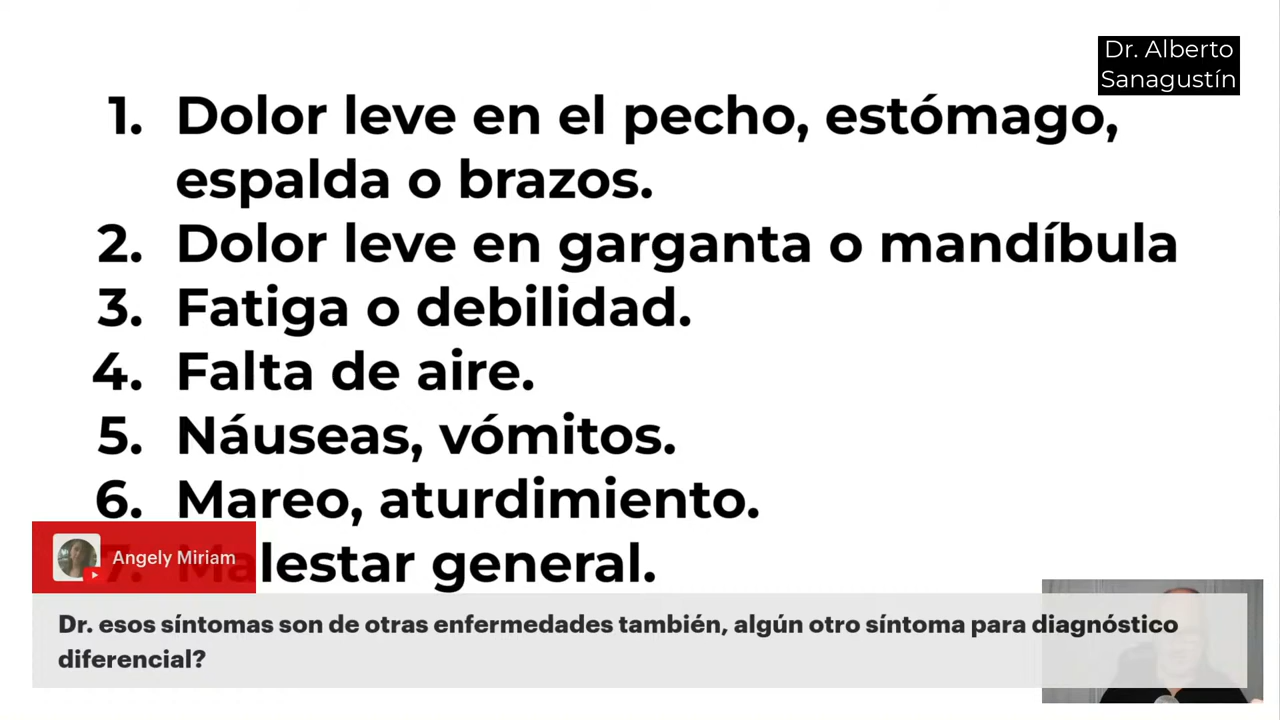 Dr. Alberto
Sanagustín
1. Dolor leve en el pecho, estómago,
espalda o brazos.
2. Dolor leve en garganta o mandíbula
3. Fatiga o debilidad.
4. Falta de aire.
5. Náuseas, vómitos.
6. Mareo, aturdimiento.
7. Malestar general.
Angely Miriam
Dr. esos síntomas son de otras enfermedades también, algún otro síntoma para diagnóstico
diferencial?